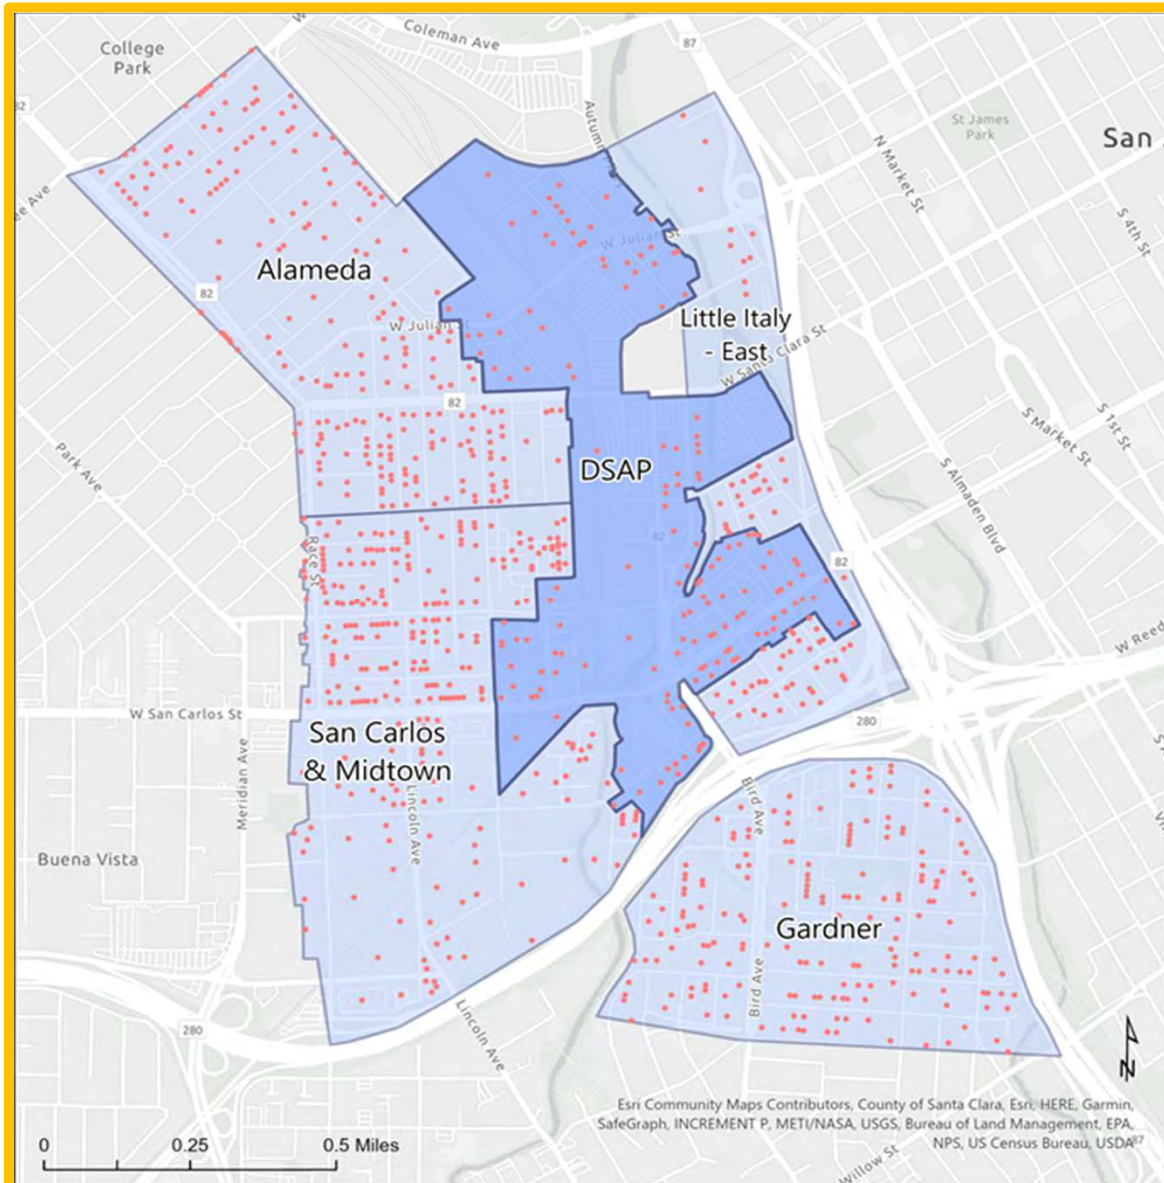 College
Park
Coleman Ave
87
St James
Park
San
N Market St
S 4th St
82
W Julian St
Alameda
82
W Julian St
Little Italy
- East
W Santa Clara St
82
S Market St
S 1st St
Park Ave
DSAP
S Almaden Blvd
82
82
Race St
W Reed
W San Carlos St
280
San Carlos
& Midtown
Meridian Ave
Lincoln Ave
Bird Ave
Buena Vista
Gardner
Bird Ave
280
Lincoln Ave
N
Esri Community Maps Contributors, County of Santa Clara, Esri, HERE, Garmin,
SafeGraph, INCREMENT P, METI/NASA, USGS, Bureau of Land Management, EPA,
NPS, US Census Bureau, USDA
87
0 0.25 0.5 Miles
Willow St